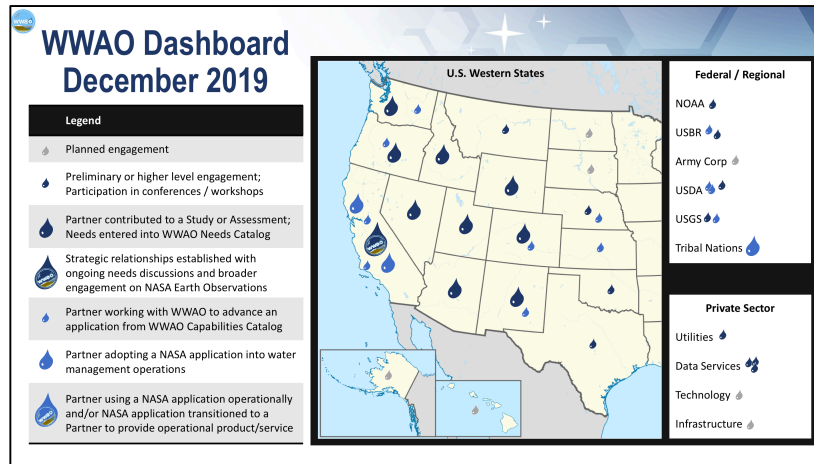 WWAO
WWAO Dashboard
December 2019
Legend
Planned engagement
Preliminary or higher level engagement;
Participation in conferences / workshops
Partner contributed to a Study or Assessment;
Needs entered into WWAO Needs Catalog
WWAO
Strategic relationships established with
ongoing needs discussions and broader
engagement on NASA Earth Observations
Partner working with WWAO to advance an
application from WWAO Capabilities Catalog
Partner adopting a NASA application into water
management operations
WWAO
Partner using a NASA application operationally
and/or NASA application transitioned to a
Partner to provide operational product/service
U.S. Western States
WWAO
Federal / Regional
NOAA
USBR
Army Corp
USDA
USGS
Tribal Nations
Private Sector
Utilities
Data Services
Technology
Infrastructure